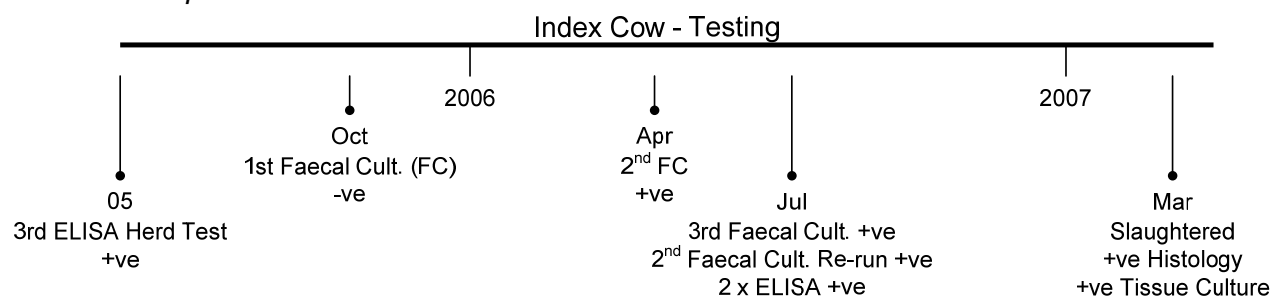 Index Cow - Testing
2006
2007
Oct
1st Faecal Cult. (FC)
-ve
Apr
2nd FC
+ve
05
3rd ELISA Herd Test
+ve
Jul
3rd Faecal Cult. +ve
2nd Faecal Cult. Re-run +ve
2 x ELISA +ve
Mar
Slaughtered
+ve Histology
+ve Tissue Culture